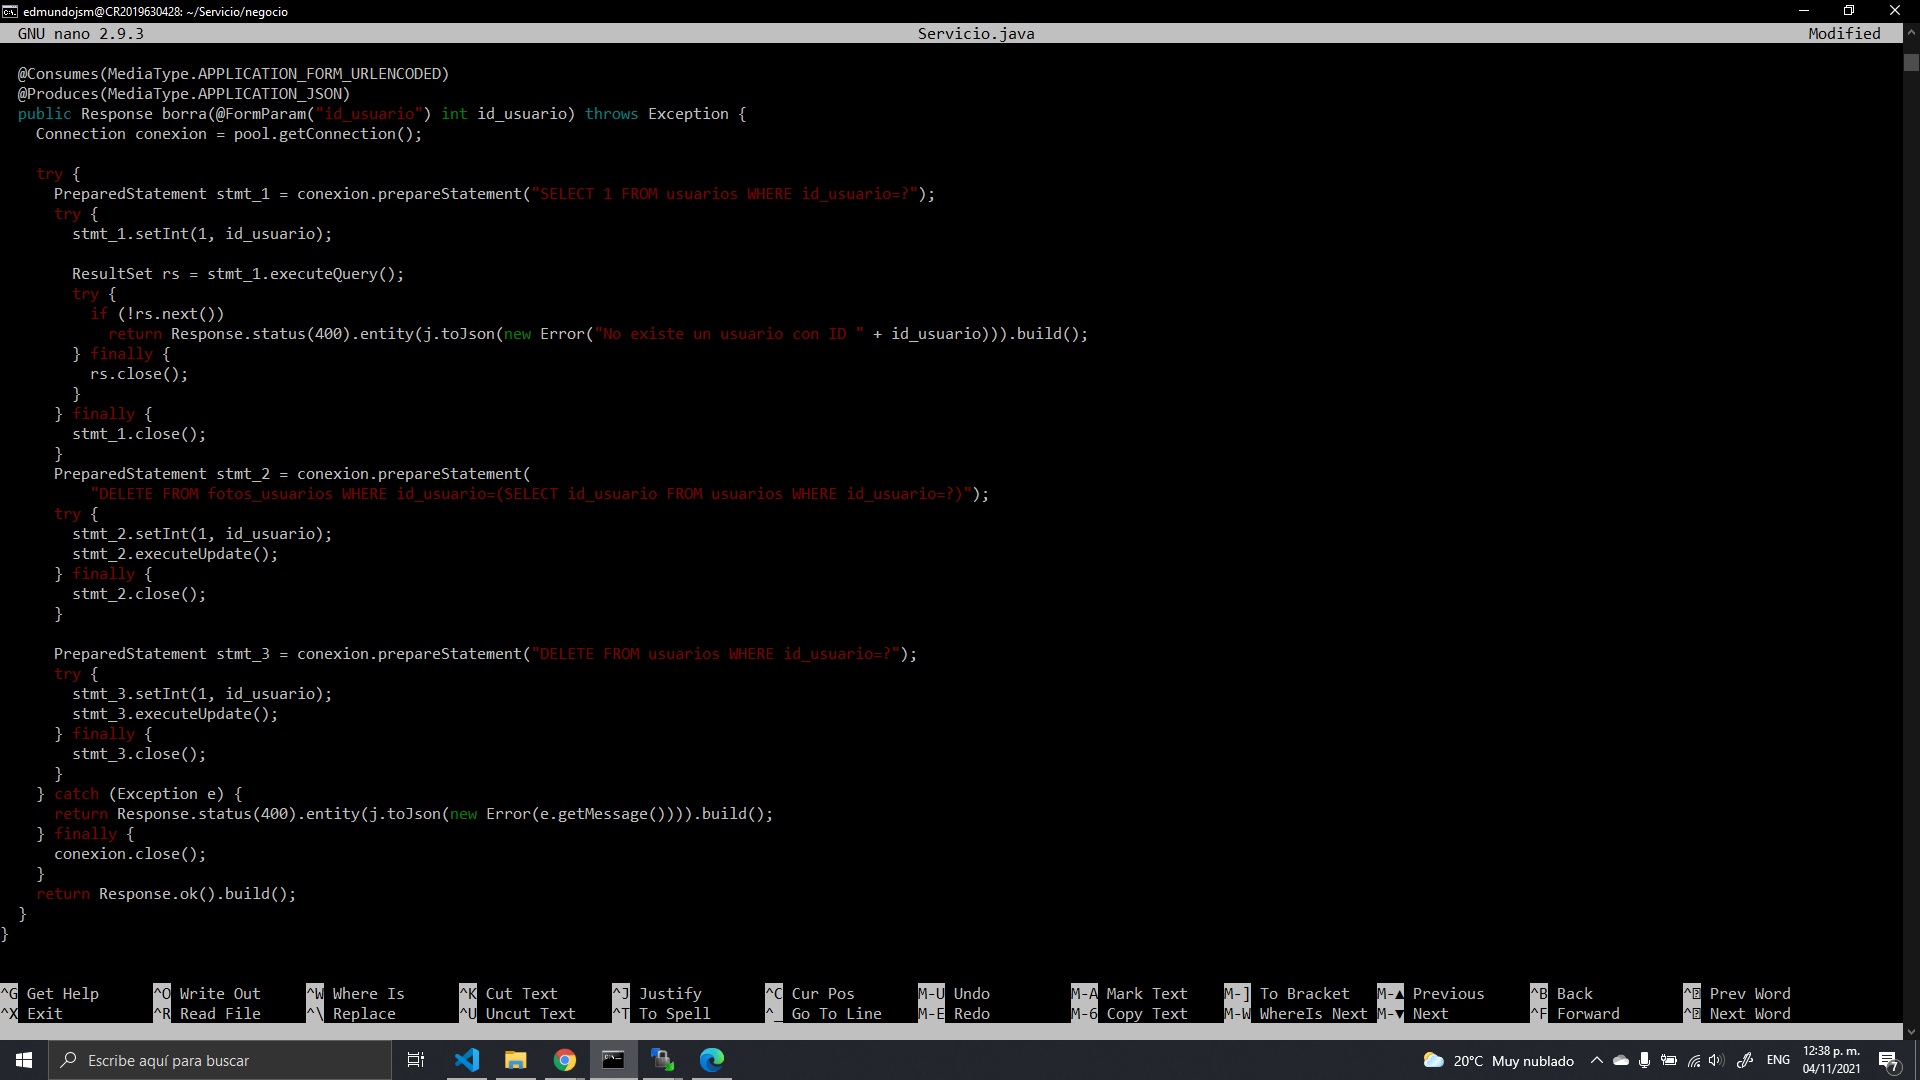 edmundojsm@CR2019630428: ~/Servicio/negocio
GNU nano 2.9.3 Servicio.java Modified
@Consumes(MediaType.APPLICATION_FORM_URLENCODED)
@Produces(MediaType.APPLICATION_JSON)
public Response borra(@FormParam("id_usuario") int id_usuario) throws Exception {
Connection conexion = pool.getConnection();
try {
PreparedStatement stmt_1 = conexion.prepareStatement("SELECT 1 FROM usuarios WHERE id_usuario=?");
try {
stmt_1.setInt(1, id_usuario);
ResultSet rs = stmt_1.executeQuery();
try {
if (!rs.next())
return Response.status(400).entity(j.toJson(new Error("No existe un usuario con ID " + id_usuario))).build();
} finally {
rs.close();
}
} finally {
stmt_1.close();
}
PreparedStatement stmt_2 = conexion.prepareStatement(
"DELETE FROM fotos_usuarios WHERE id_usuario=(SELECT id_usuario FROM usuarios WHERE id_usuario=?)");
try {
stmt_2.setInt(1, id_usuario);
stmt_2.executeUpdate();
} finally {
stmt_2.close();
}
PreparedStatement stmt_3 = conexion.prepareStatement("DELETE FROM usuarios WHERE id_usuario=?");
try {
stmt_3.setInt(1, id_usuario);
stmt_3.executeUpdate();
} finally {
stmt_3.close();
}
} catch (Exception e) {
return Response.status(400).entity(j.toJson(new Error(e.getMessage()))).build();
} finally {
conexion.close();
}
return Response.ok().build();
}
}
^G Get Help ^O Write Out ^W Where Is ^K Cut Text ^J Justify ^C Cur Pos M-U Undo M-A Mark Text M-] To Bracket M-▲ Previous ^B Back ^ Prev Word
^X Exit ^R Read File ^\ Replace ^U Uncut Text ^T To Spell ^_ Go To Line M-E Redo M-6 Copy Text M-W WhereIs Next M-▼ Next ^F Forward ^ Next Word
Escribe aquí para buscar
20°C Muy nublado
ENG
12:38 p. m.
04/11/2021
7